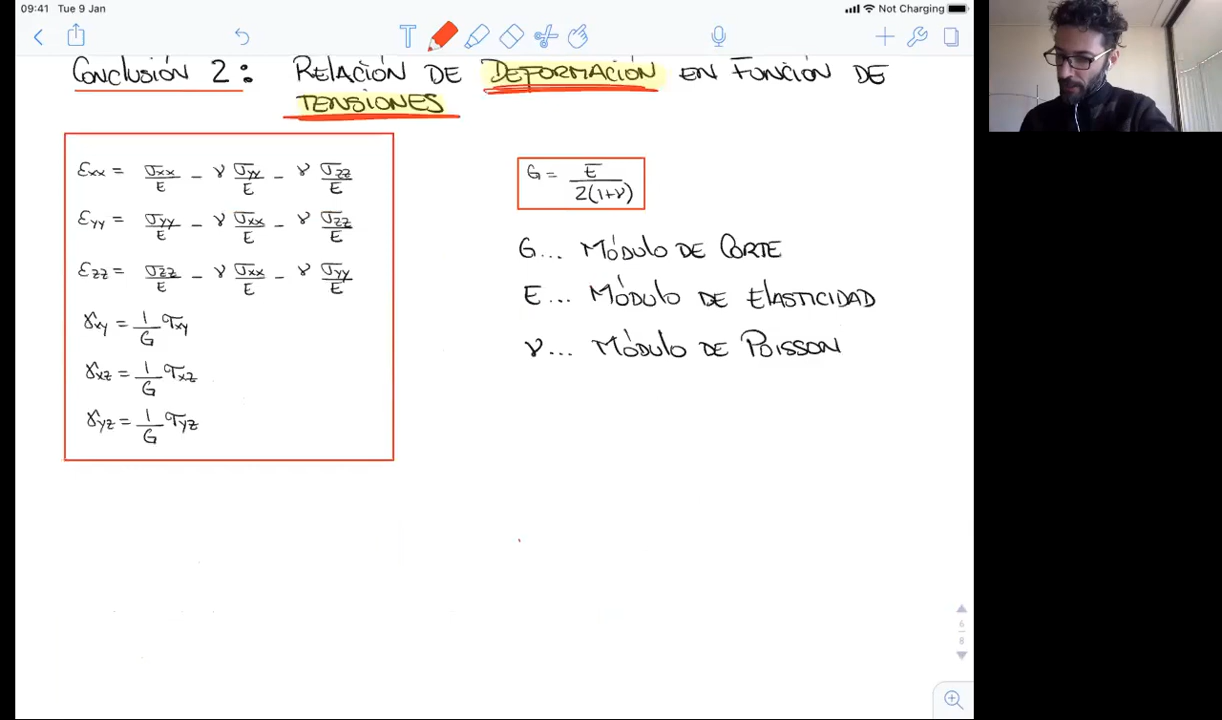 09:41 Tue 9 Jan
Not Charging
T
CONCLUSIÓN 2: RELACIÓN DE DEFORMACIÓN EN FUNCIÓN DE
TENSIONES
εxx = σxx/E - ν σyy/E - ν σzz/E
εyy = σyy/E - ν σxx/E - ν σzz/E
εzz = σzz/E - ν σxx/E - ν σyy/E
γxy = 1/G τxy
γxz = 1/G τxz
γyz = 1/G τyz
G = E/2(1+ν)
G... MÓDULO DE CORTE
E... MÓDULO DE ELASTICIDAD
ν... MÓDULO DE POISSON
6
8